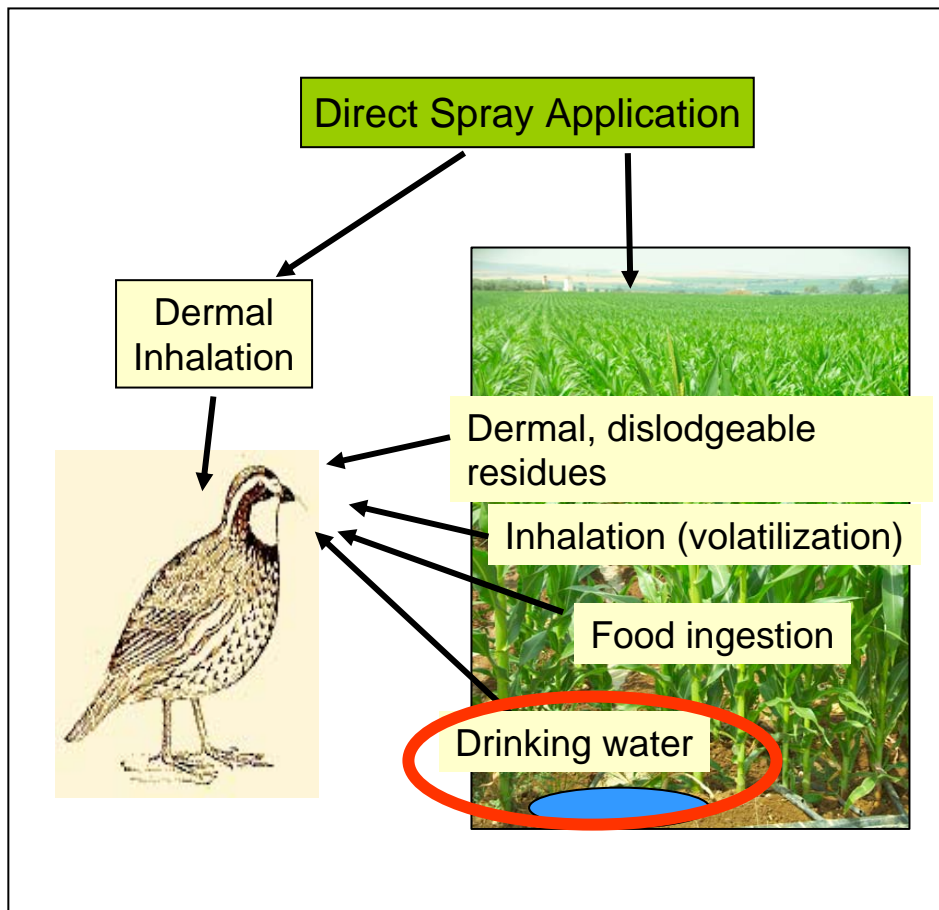 Direct Spray Application
Dermal
Inhalation
Dermal, dislodgeable
residues
Inhalation (volatilization)
Food ingestion
Drinking water